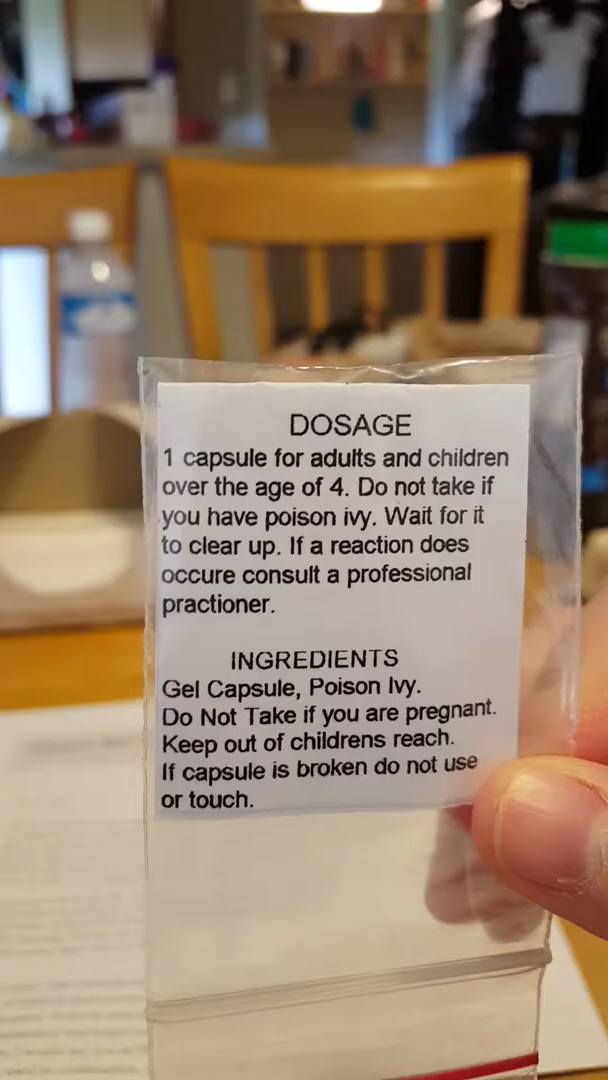 DOSAGE
1 capsule for adults and children
over the age of 4. Do not take if
you have poison ivy. Wait for it
to clear up. If a reaction does
occure consult a professional
practioner.
INGREDIENTS
Gel Capsule, Poison Ivy.
Do Not Take if you are pregnant.
Keep out of childrens reach.
If capsule is broken do not use
or touch.